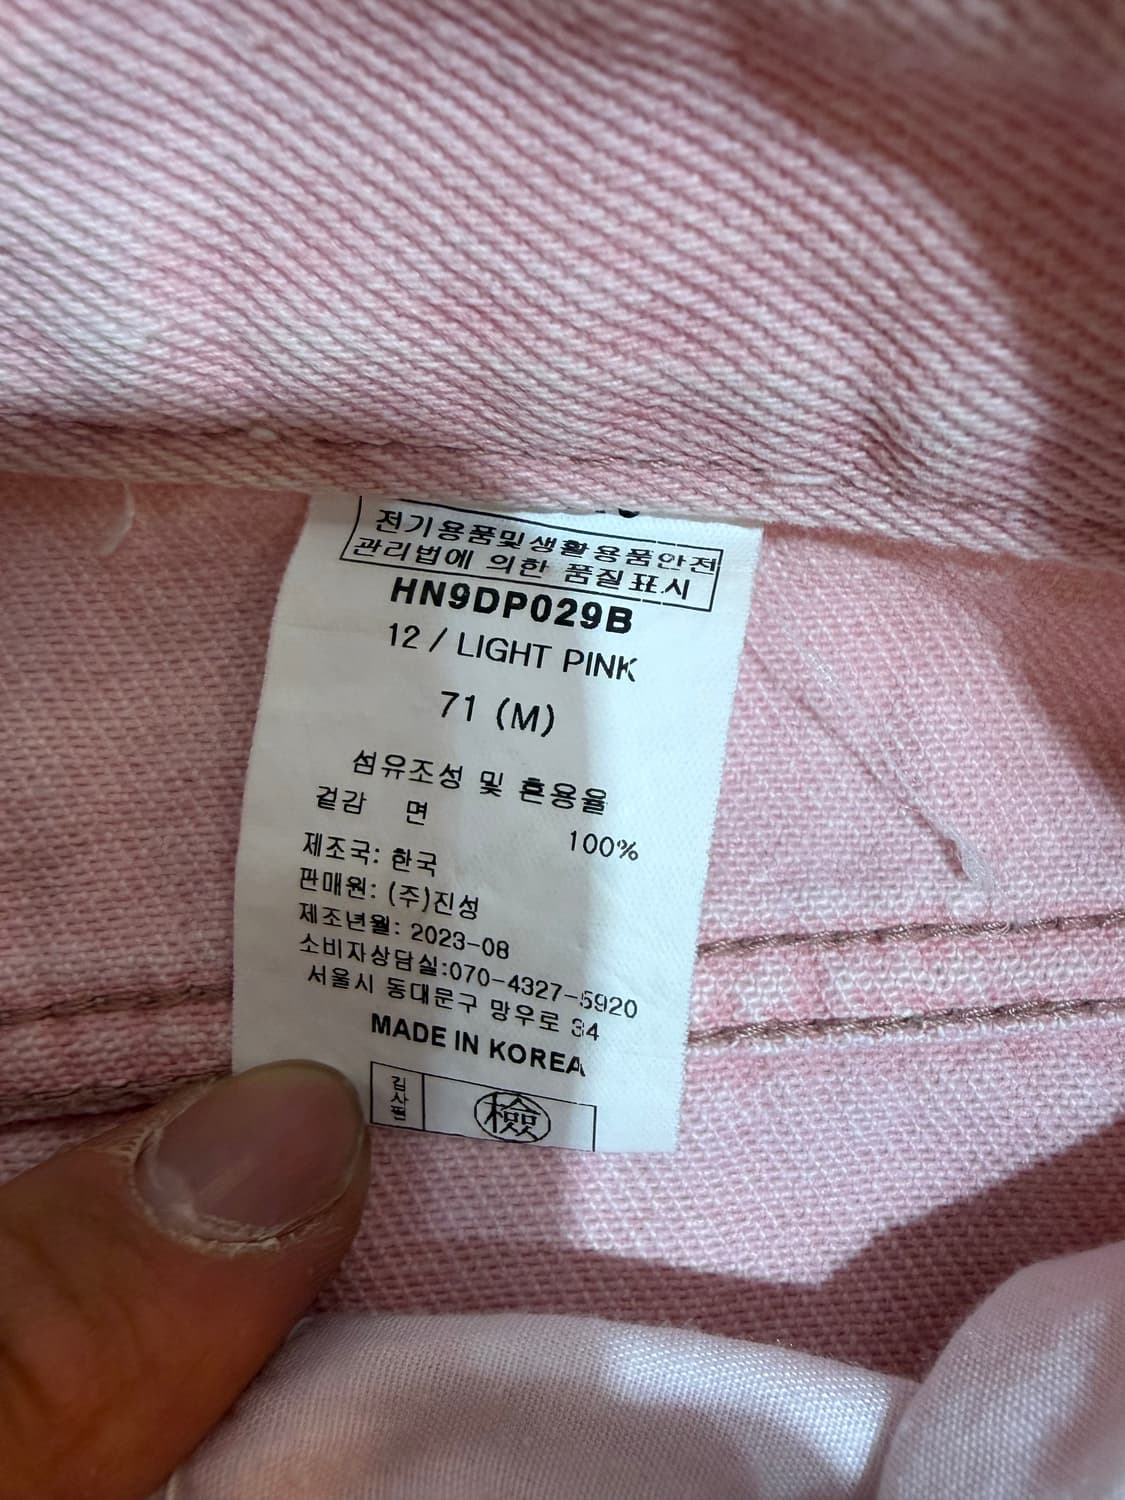 전기용품및생활용품안전
관리법에 의한 품질표시
HN9DP029B
12 / LIGHT PINK
71 (M)
섬유조성 및 혼용율
겉감 면 100%
제조국: 한국
판매원: (주)진성
제조년월: 2023-08
소비자상담실:070-4327-5920
서울시 동대문구 망우로 34
MADE IN KOREA
검사필 檢